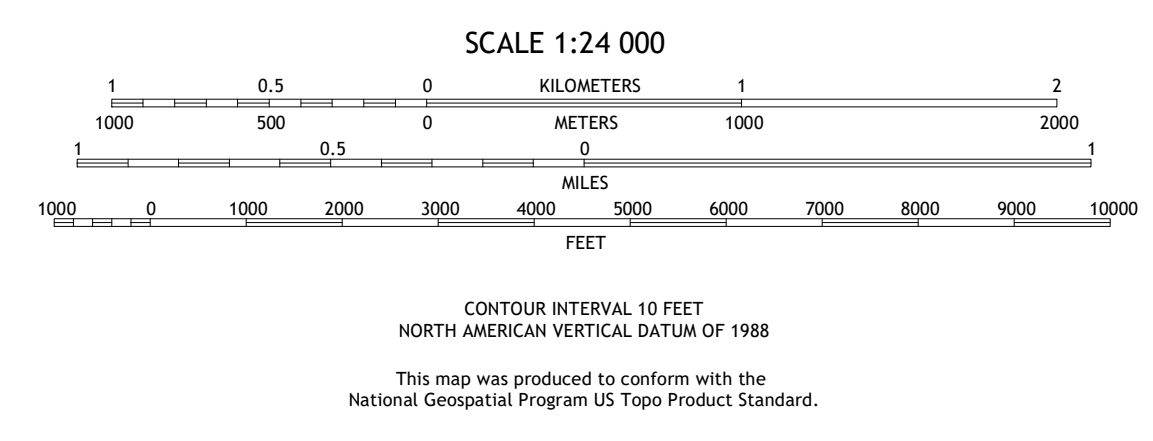 SCALE 1:24 000
1 0.5 0 KILOMETERS 1 2
1000 500 0 METERS 1000 2000
1 0.5 0 1
MILES
1000 0 1000 2000 3000 4000 5000 6000 7000 8000 9000 10000
FEET
CONTOUR INTERVAL 10 FEET
NORTH AMERICAN VERTICAL DATUM OF 1988
This map was produced to conform with the
National Geospatial Program US Topo Product Standard.